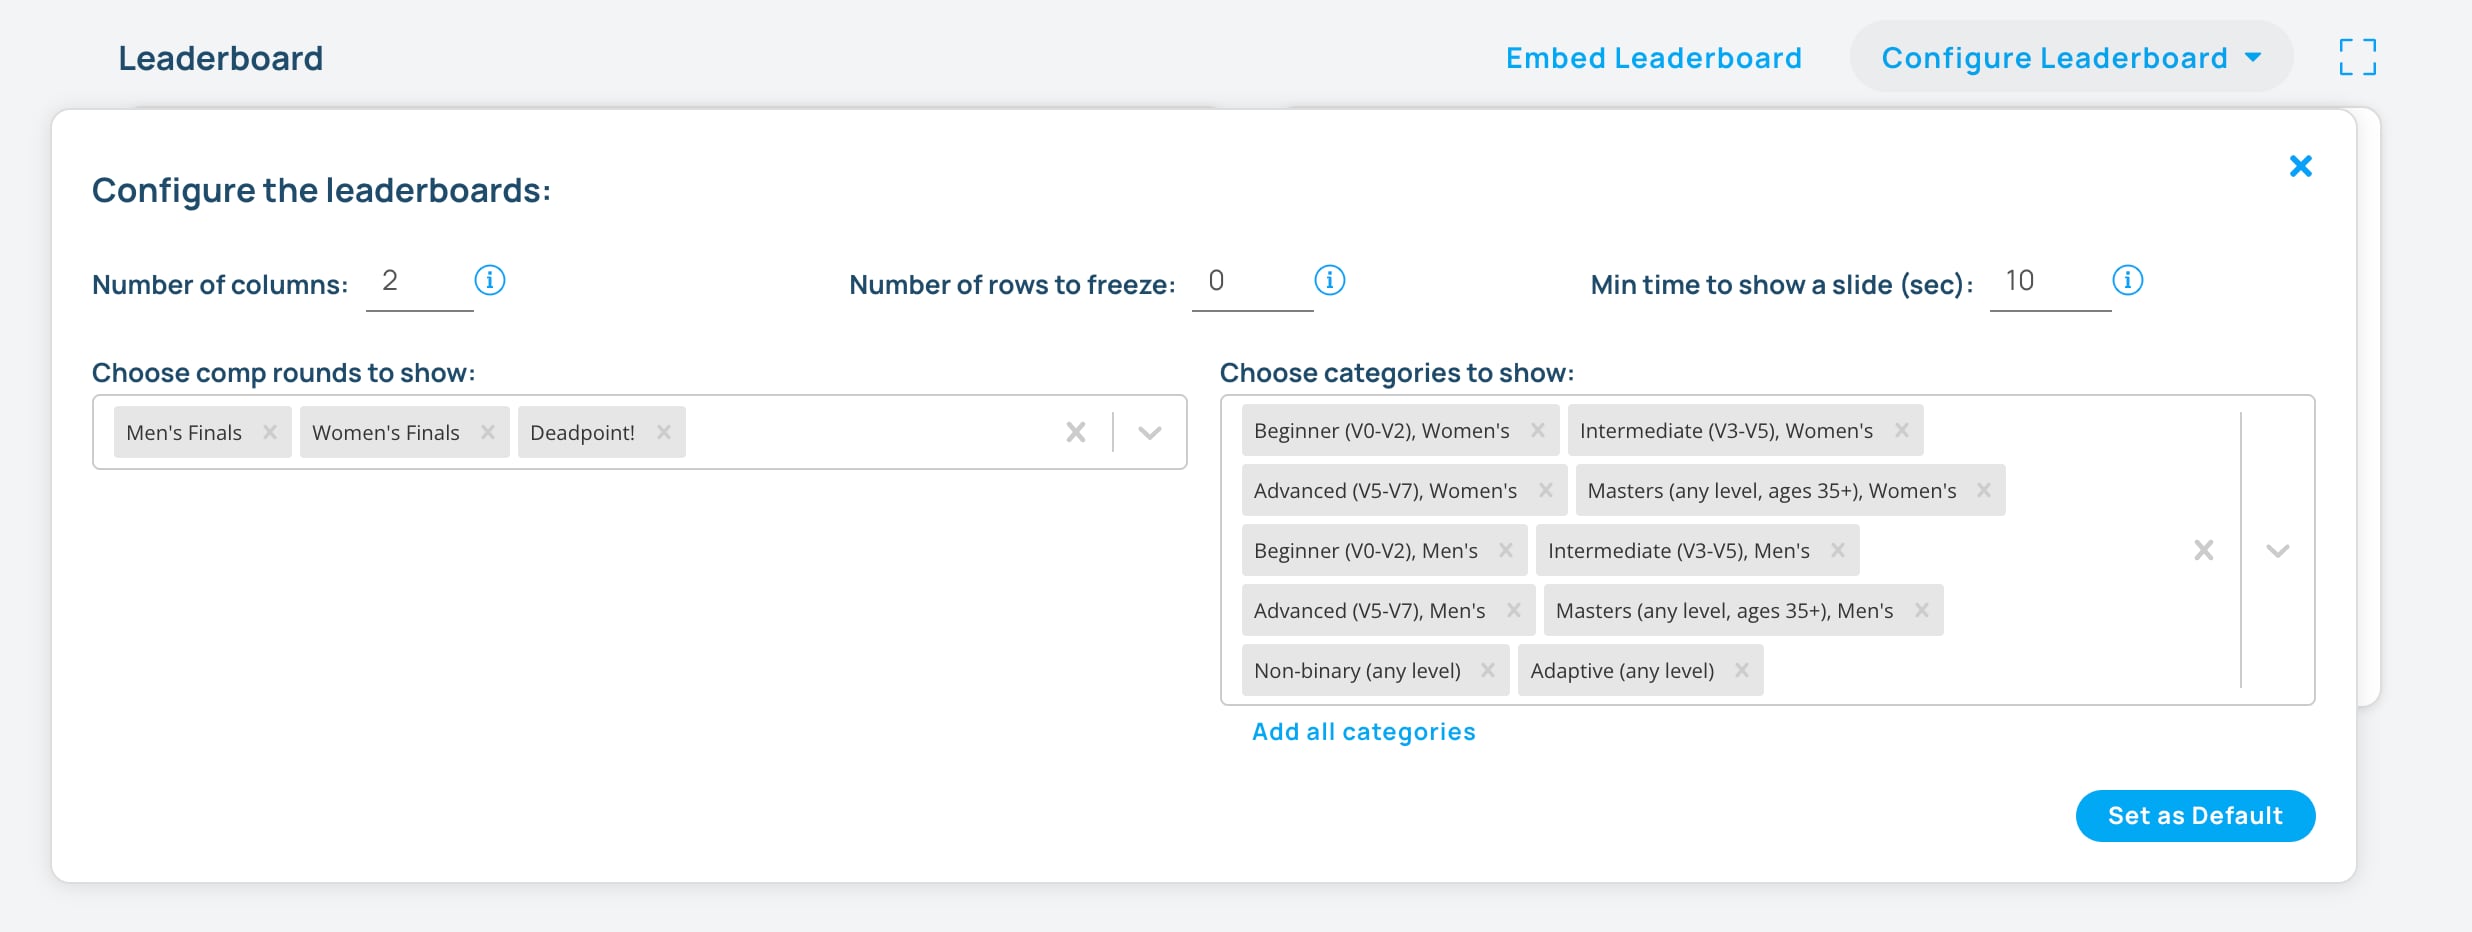 Leaderboard
Embed Leaderboard
Configure Leaderboard
Configure the leaderboards:
Number of columns: 2
Number of rows to freeze: 0
Min time to show a slide (sec): 10
Choose comp rounds to show:
Men's Finals
Women's Finals
Deadpoint!
Choose categories to show:
Beginner (V0-V2), Women's
Intermediate (V3-V5), Women's
Advanced (V5-V7), Women's
Masters (any level, ages 35+), Women's
Beginner (V0-V2), Men's
Intermediate (V3-V5), Men's
Advanced (V5-V7), Men's
Masters (any level, ages 35+), Men's
Non-binary (any level)
Adaptive (any level)
Add all categories
Set as Default